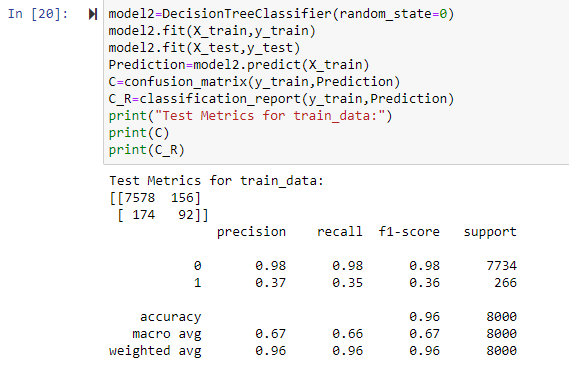 In [20]:
model2=DecisionTreeClassifier(random_state=0)
model2.fit(X_train,y_train)
model2.fit(X_test,y_test)
Prediction=model2.predict(X_train)
C=confusion_matrix(y_train,Prediction)
C_R=classification_report(y_train,Prediction)
print("Test Metrics for train_data:")
print(C)
print(C_R)
Test Metrics for train_data:
[[7578  156]
 [ 174   92]]
              precision    recall  f1-score   support

           0       0.98      0.98      0.98      7734
           1       0.37      0.35      0.36       266

    accuracy                           0.96      8000
   macro avg       0.67      0.66      0.67      8000
weighted avg       0.96      0.96      0.96      8000